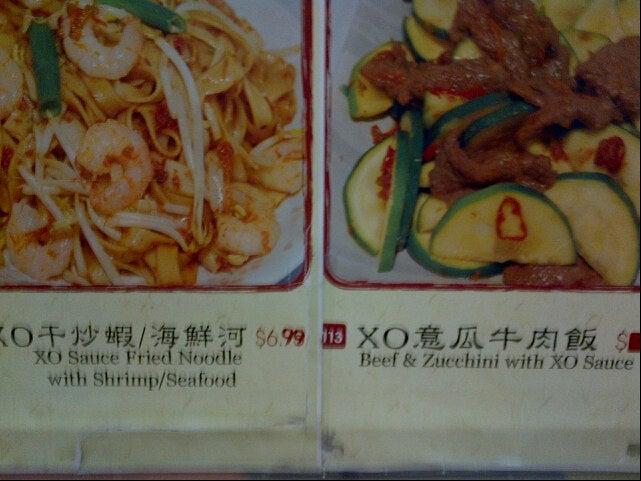 XO干炒蝦/海鮮河 $6.99
XO Sauce Fried Noodle
with Shrimp/Seafood
113 XO意瓜牛肉飯 $
Beef & Zucchini with XO Sauce